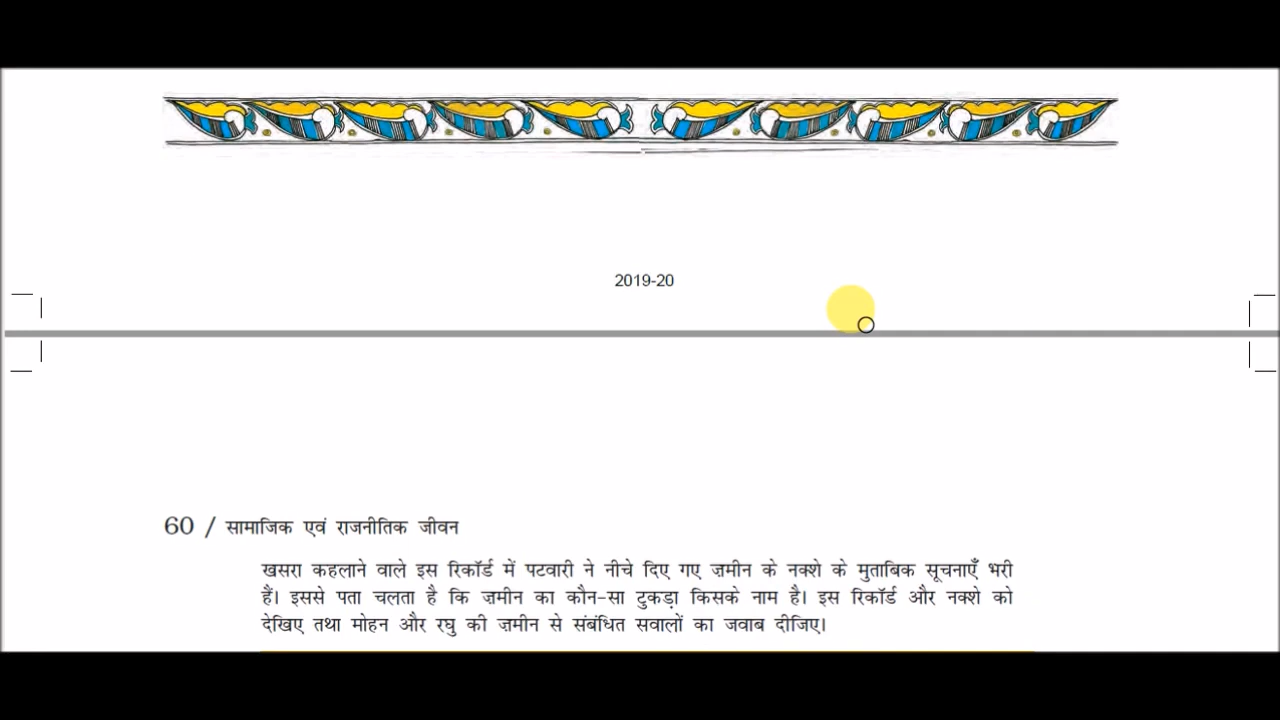 2019-20
60 / सामाजिक एवं राजनीतिक जीवन
खसरा कहलाने वाले इस रिकॉर्ड में पटवारी ने नीचे दिए गए ज़मीन के नक्शे के मुताबिक सूचनाएँ भरी
हैं। इससे पता चलता है कि ज़मीन का कौन-सा टुकड़ा किसके नाम है। इस रिकॉर्ड और नक्शे को
देखिए तथा मोहन और रघु की ज़मीन से संबंधित सवालों का जवाब दीजिए।